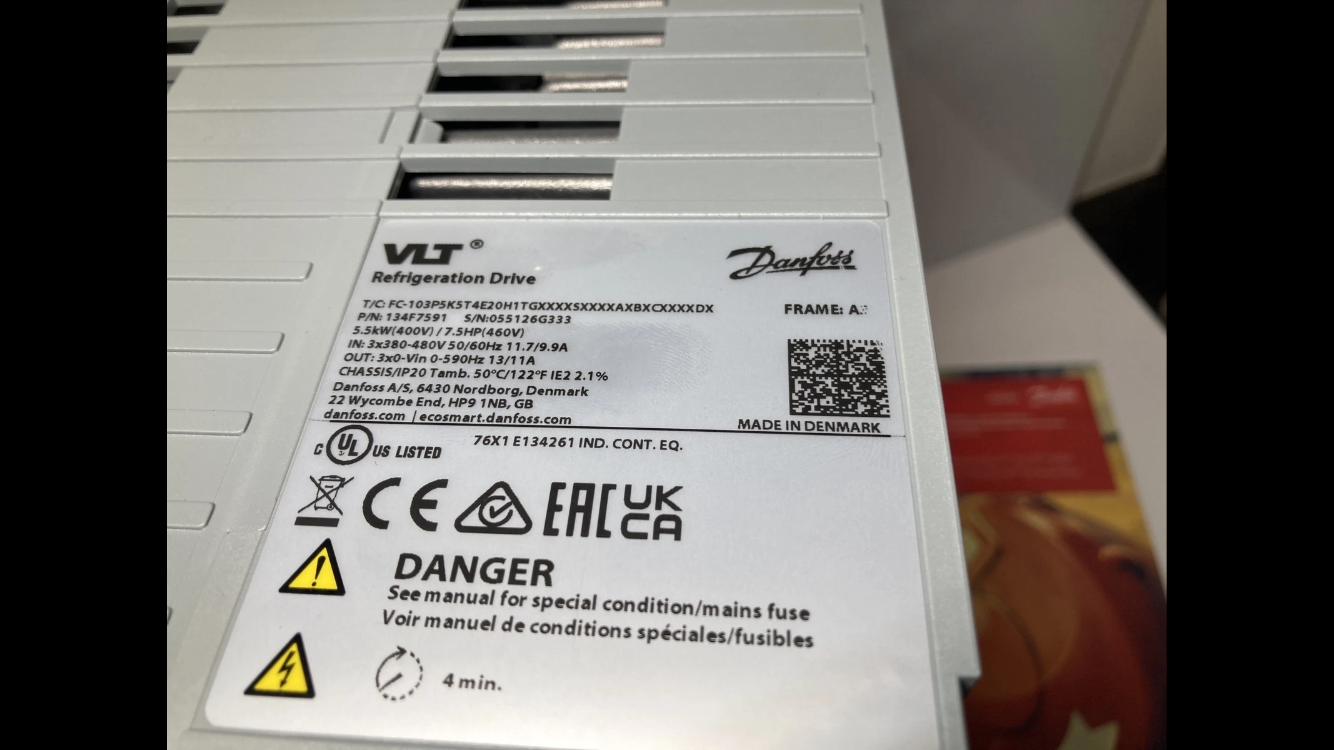 VLT®
Refrigeration Drive
Danfoss
T/C: FC-103P5K5T4E20H1TGXXXXSXXXXAXBXCXXXXDX
FRAME:
P/N: 134F7591 S/N:055126G333
5.5kW(400V) / 7.5HP(460V)
IN: 3x380-480V 50/60Hz 11.7/9.9A
OUT: 3x0-Vin 0-590Hz 13/11A
CHASSIS/IP20 Tamb. 50°C/122°F IE2 2.1%
Danfoss A/S, 6430 Nordborg, Denmark
22 Wycombe End, HP9 1NB, GB
danfoss.com | ecosmart.danfoss.com
MADE IN DENMARK
C UL US LISTED 76X1 E134261 IND. CONT. EQ.
CE EAC UK CA
DANGER
See manual for special condition/mains fuse
Voir manuel de conditions spéciales/fusibles
4 min.